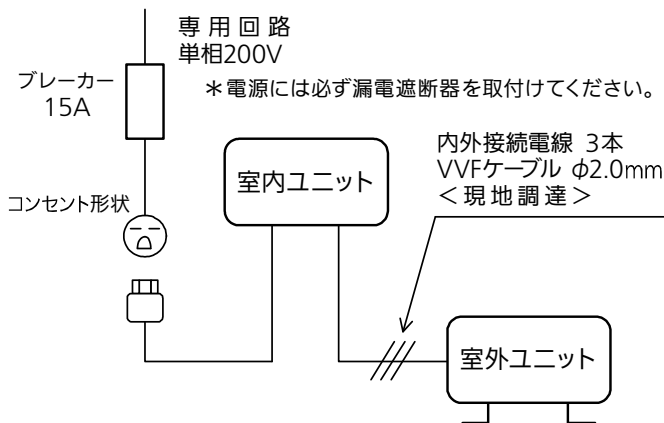 専用回路
単相200V
ブレーカー
15A
＊電源には必ず漏電遮断器を取付けてください。
内外接続電線 3本
VVFケーブル φ2.0mm
＜現地調達＞
室内ユニット
コンセント形状
室外ユニット